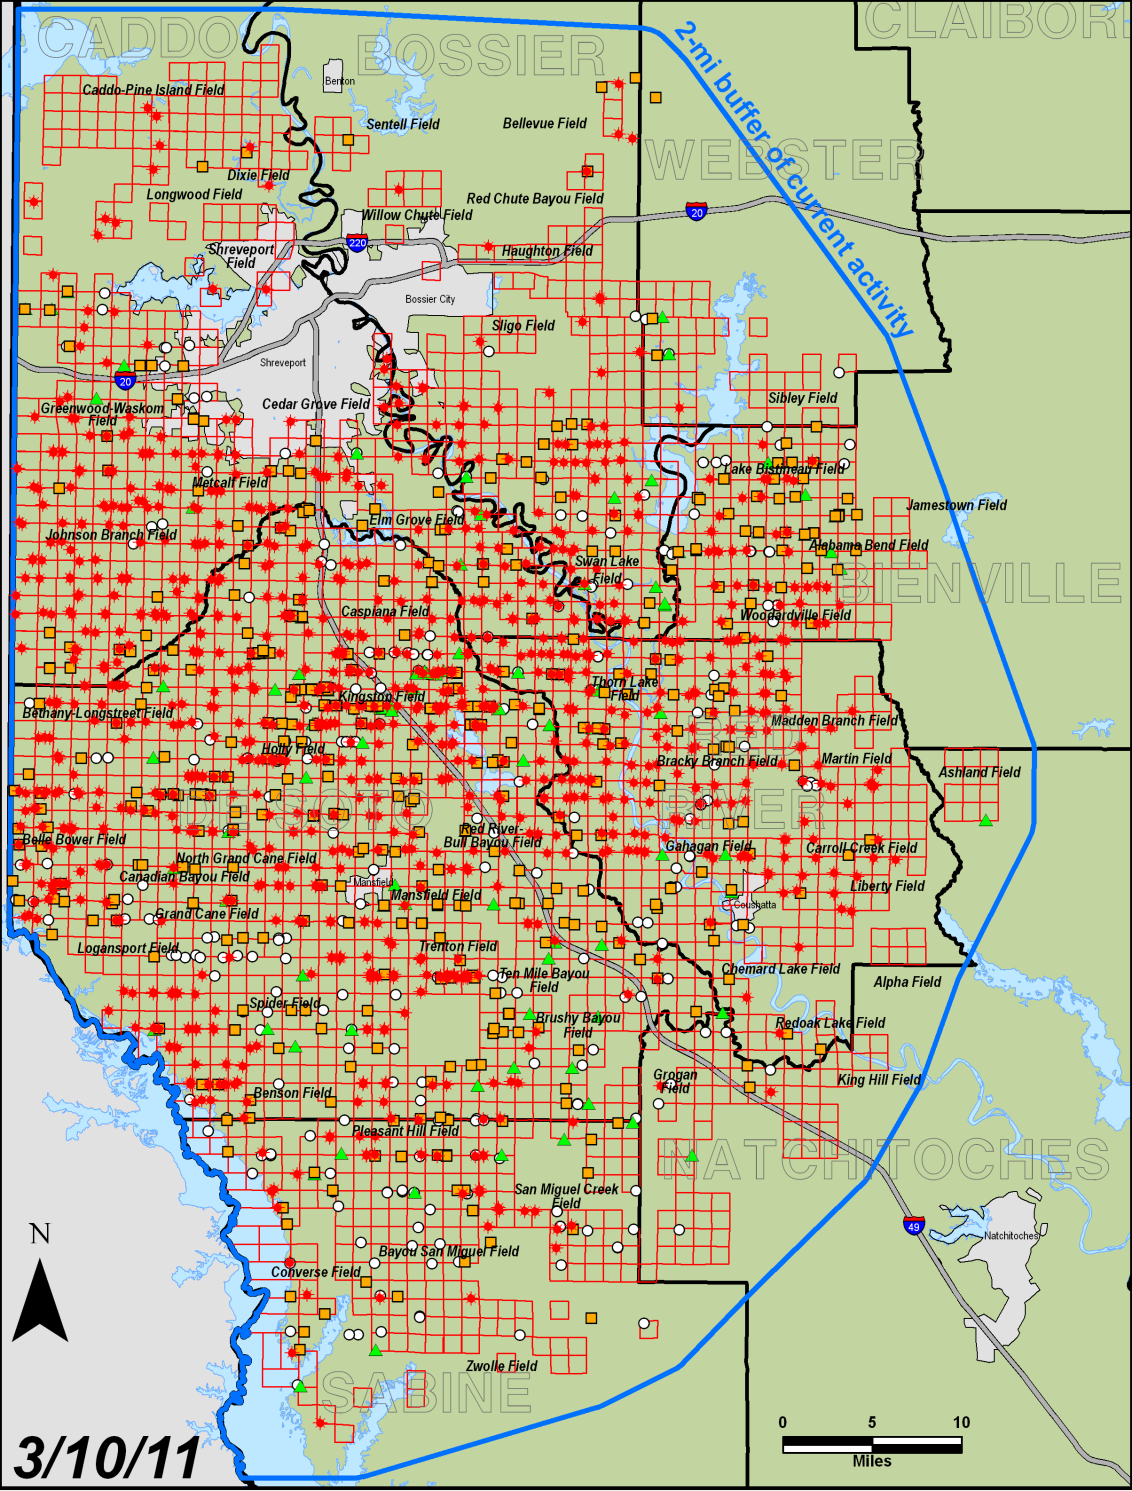 CADDO
BOSSIER
CLAIBOR
2-mi buffer of current activity
Benton
Caddo-Pine Island Field
Sentell Field
Bellevue Field
WEBSTER
Dixie Field
Longwood Field
Red Chute Bayou Field
Willow Chute Field
20
220
Shreveport
Field
Haughton Field
Bossier City
Sligo Field
Shreveport
20
Sibley Field
Cedar Grove Field
Greenwood-Waskom
Field
Lake Bistineau Field
Metcalf Field
Jamestown Field
Elm Grove Field
Johnson Branch Field
Alabama Bend Field
Swan Lake
Field
BIENVILLE
Caspiana Field
Woodardville Field
Thorn Lake
Field
Kingston Field
Bethany-Longstreet Field
Madden Branch Field
RED
Holly Field
Bracky Branch Field
Martin Field
Ashland Field
DE SOTO
RIVER
Red River-
Bull Bayou Field
Belle Bower Field
Gahagan Field
Carroll Creek Field
North Grand Cane Field
Canadian Bayou Field
Mansfield
Liberty Field
Mansfield Field
Coushatta
Grand Cane Field
Logansport Field
Trenton Field
Chemard Lake Field
Ten Mile Bayou
Field
Alpha Field
Spider Field
Brushy Bayou
Field
Redoak Lake Field
Grogan
Field
King Hill Field
Benson Field
Pleasant Hill Field
NATCHITOCHES
San Miguel Creek
Field
49
Natchitoches
N
Bayou San Miguel Field
Converse Field
Zwolle Field
SABINE
0 5 10
Miles
3/10/11